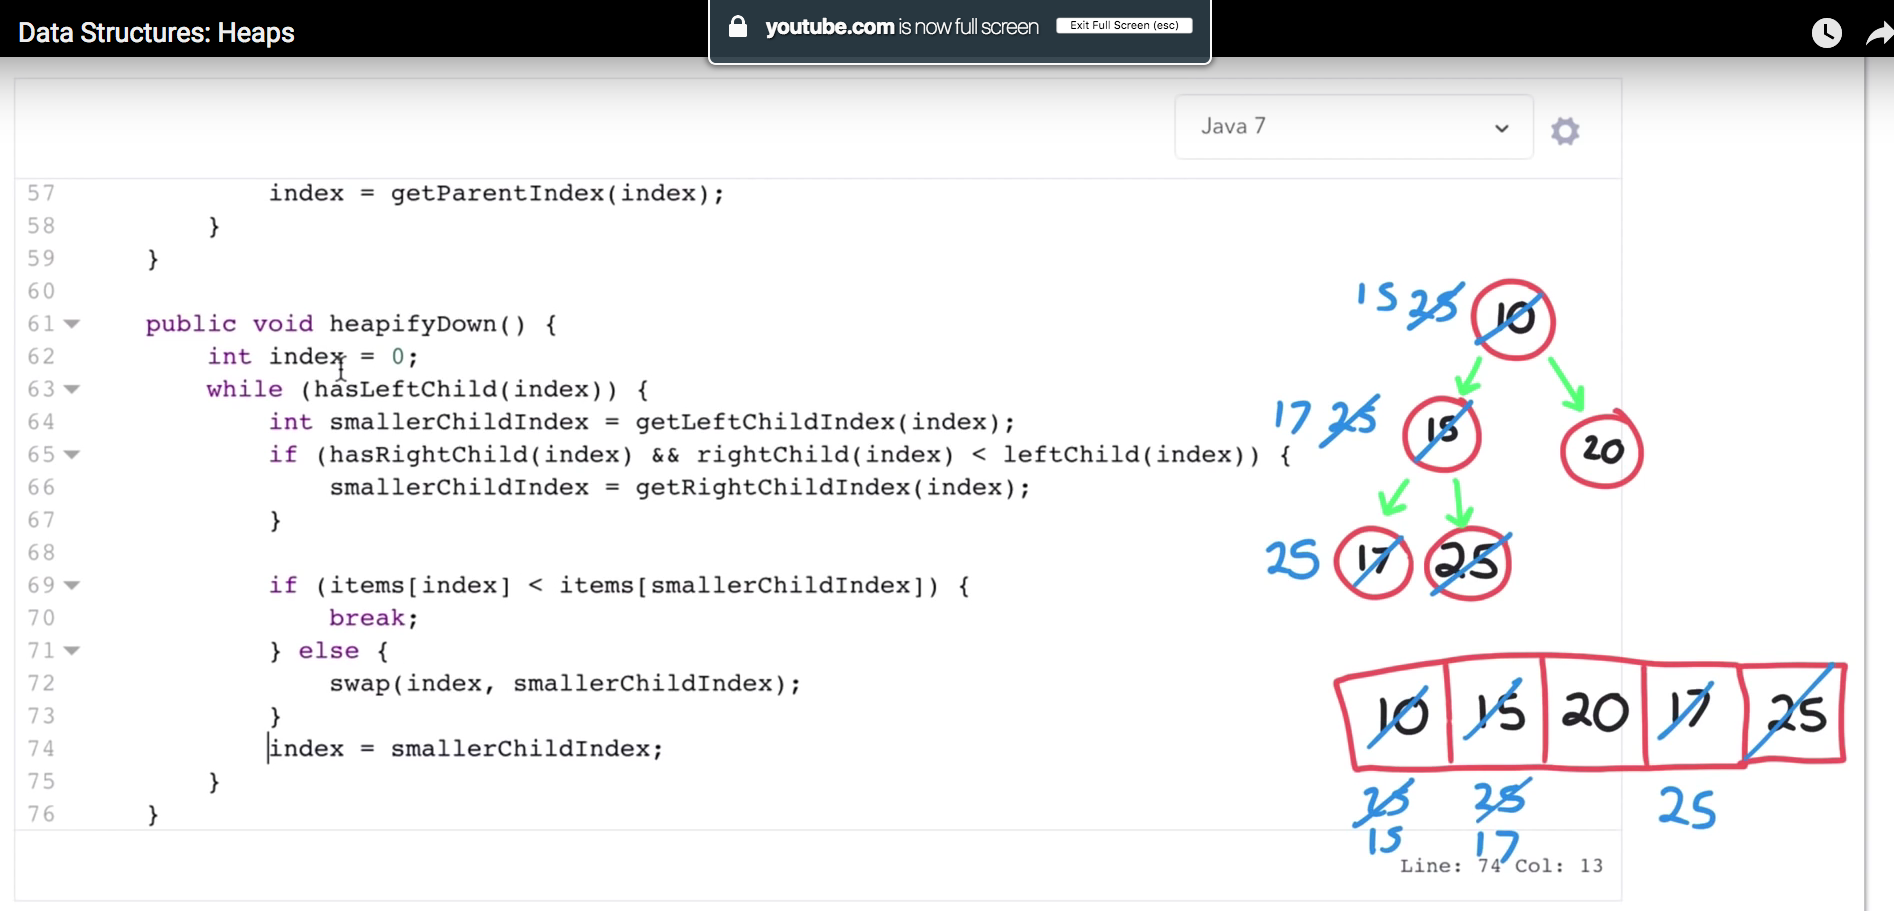 Data Structures: Heaps
youtube.com is now full screen Exit Full Screen (esc)
Java 7
57 index = getParentIndex(index);
58 }
59 }
60
61 public void heapifyDown() {
62 int index = 0;
63 while (hasLeftChild(index)) {
64 int smallerChildIndex = getLeftChildIndex(index);
65 if (hasRightChild(index) && rightChild(index) < leftChild(index)) {
66 smallerChildIndex = getRightChildIndex(index);
67 }
68
69 if (items[index] < items[smallerChildIndex]) {
70 break;
71 } else {
72 swap(index, smallerChildIndex);
73 }
74 index = smallerChildIndex;
75 }
76 }
15 25 10
17 25 15 20
25 17 25
10 15 20 17 25
25 25 25
15 17
Line: 74 Col: 13